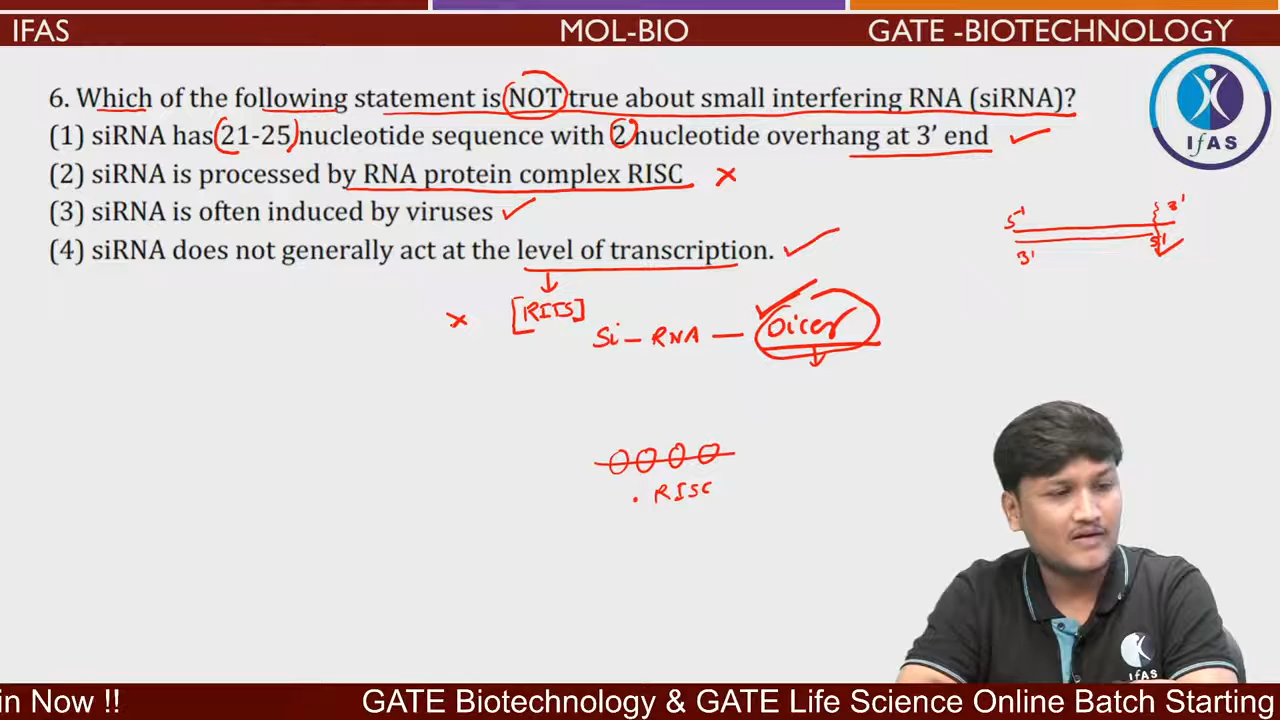 IFAS MOL-BIO GATE -BIOTECHNOLOGY
6. Which of the following statement is NOT true about small interfering RNA (siRNA)?
(1) siRNA has 21-25 nucleotide sequence with 2 nucleotide overhang at 3’ end
(2) siRNA is processed by RNA protein complex RISC
(3) siRNA is often induced by viruses
(4) siRNA does not generally act at the level of transcription.
IfAS
5' 3'
3' 5'
[RITS]
Si - RNA - Dicer
RISC
IfAS
in Now !! GATE Biotechnology & GATE Life Science Online Batch Starting